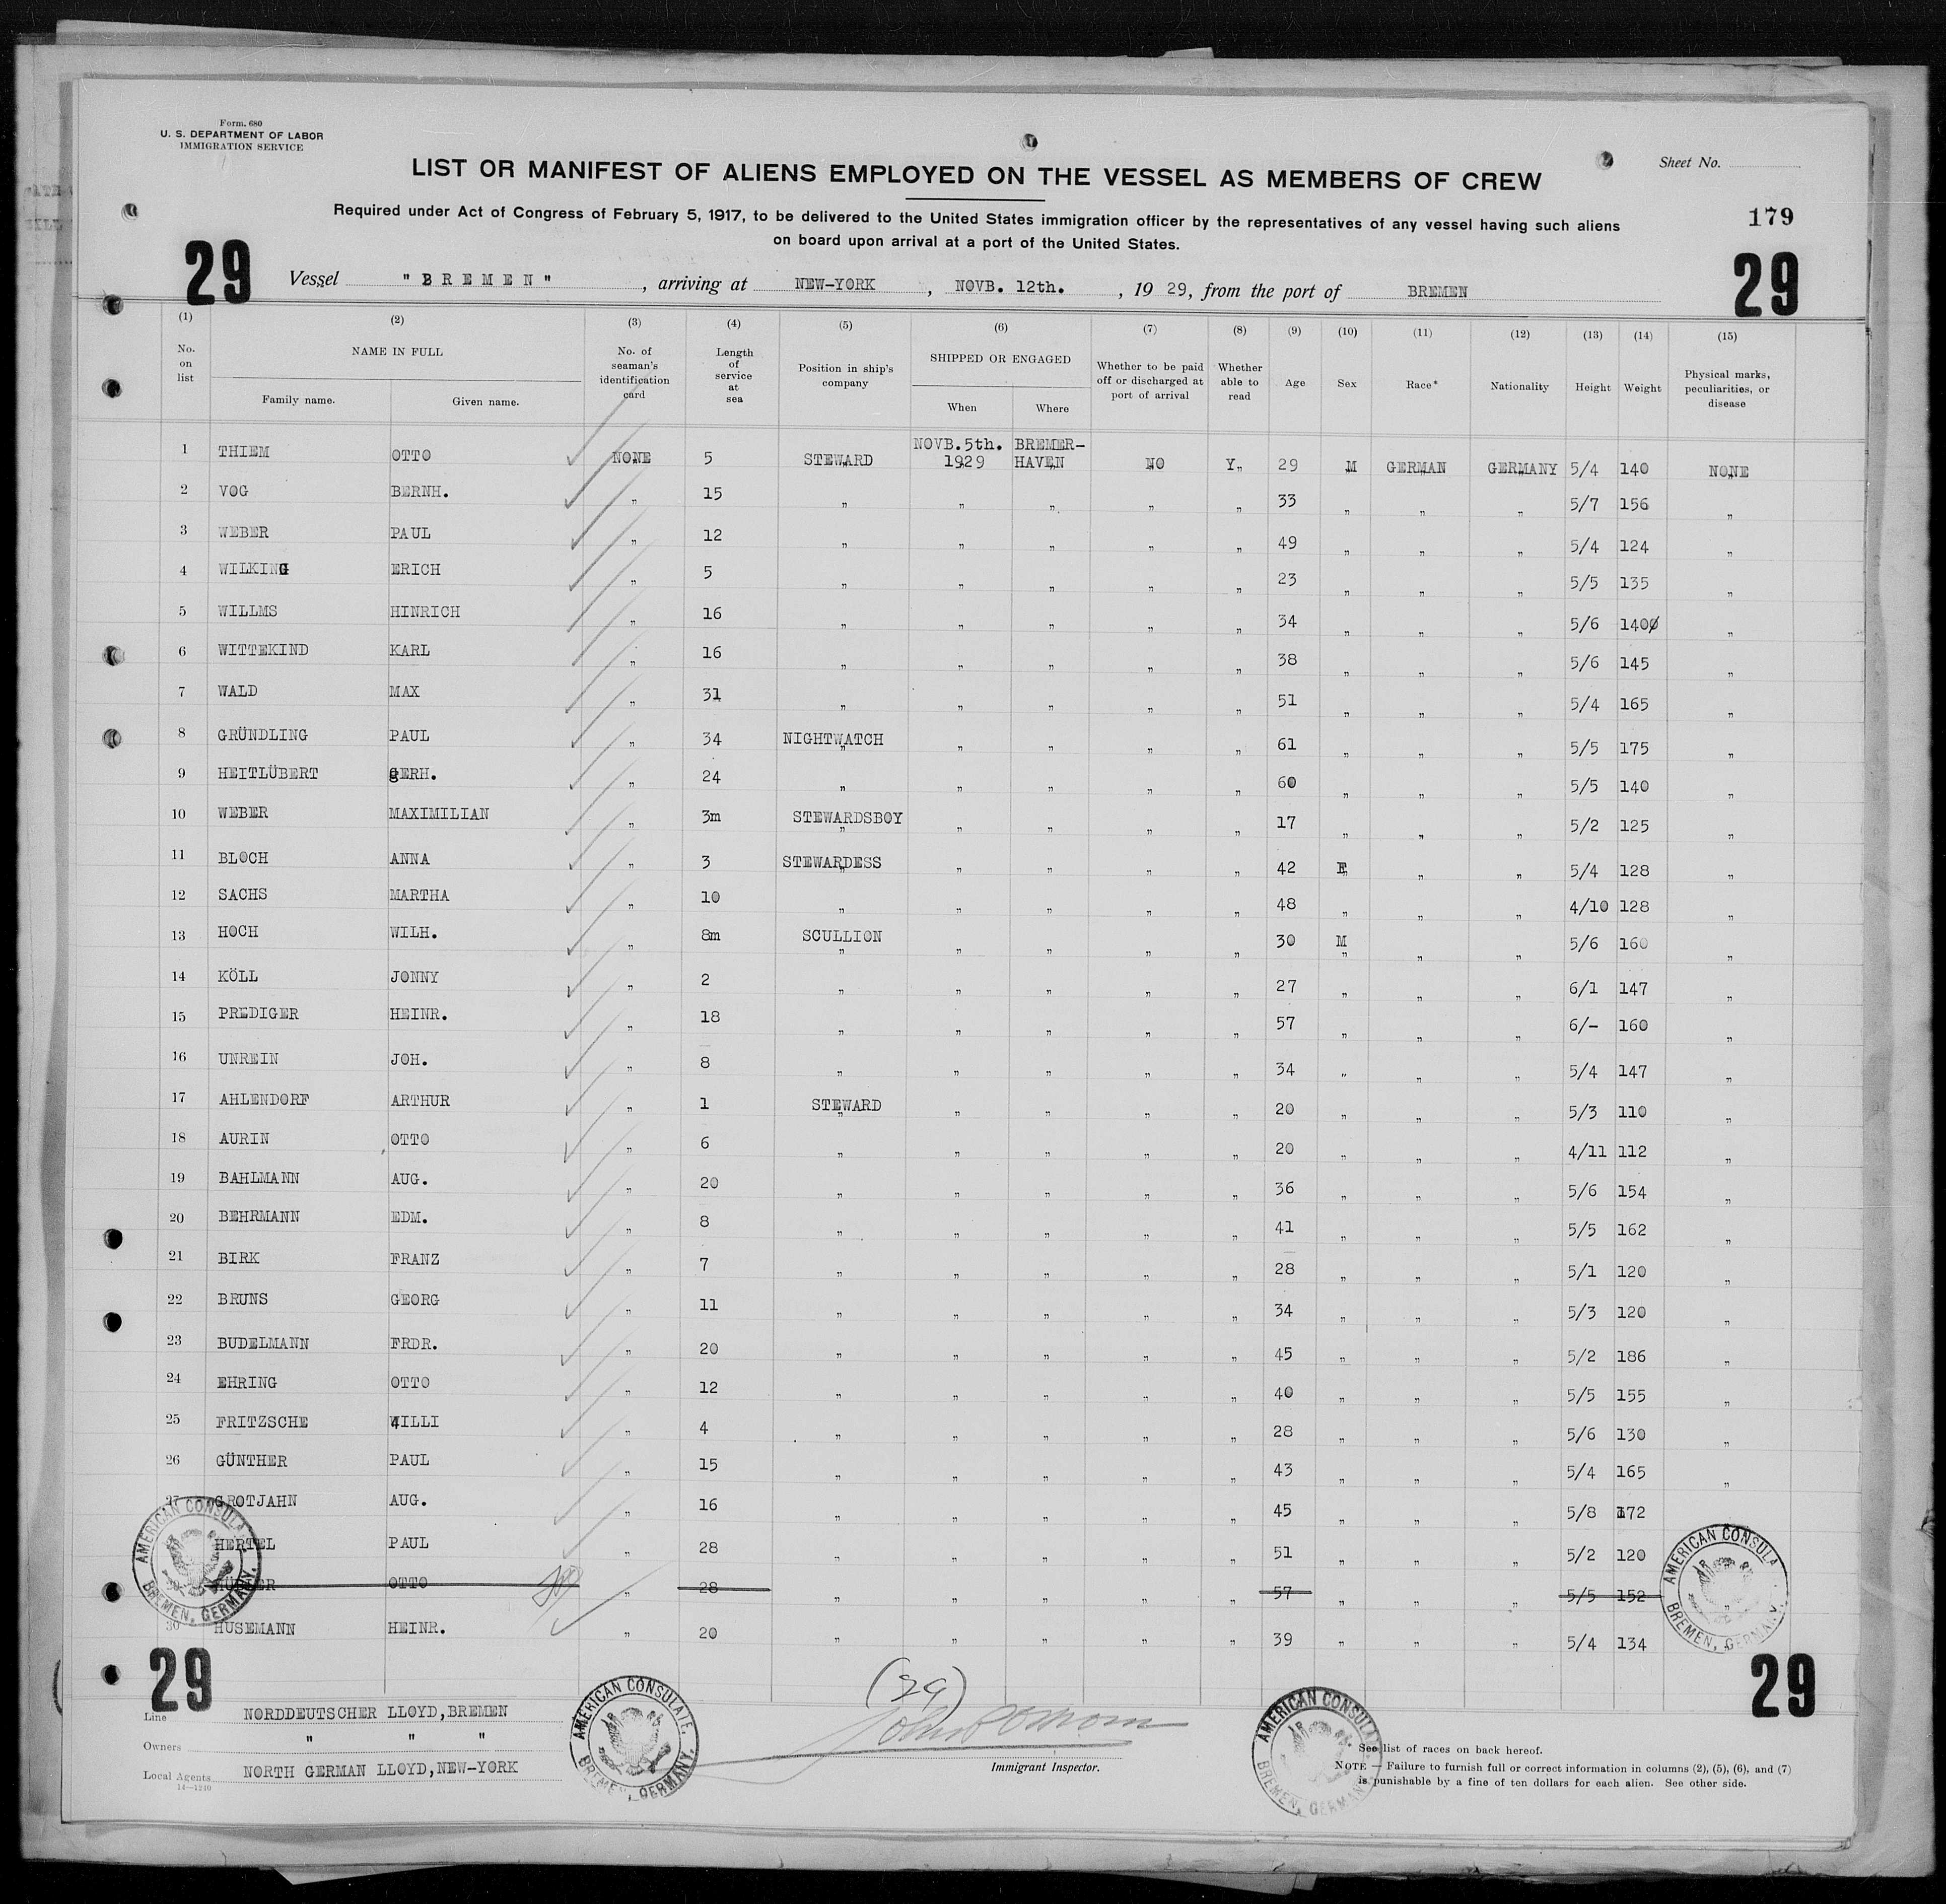 Form. 680
U. S. DEPARTMENT OF LABOR
IMMIGRATION SERVICE
LIST OR MANIFEST OF ALIENS EMPLOYED ON THE VESSEL AS MEMBERS OF CREW
Sheet No.
Required under Act of Congress of February 5, 1917, to be delivered to the United States immigration officer by the representatives of any vessel having such aliens
on board upon arrival at a port of the United States.
179
29 29
Vessel "BREMEN", arriving at NEW-YORK, NOVB. 12th., 1929, from the port of BREMEN
(1) (2) (3) (4) (5) (6) (7) (8) (9) (10) (11) (12) (13) (14) (15)
No. on list NAME IN FULL No. of seaman's identification card Length of service at sea Position in ship's company SHIPPED OR ENGAGED Whether to be paid off or discharged at port of arrival Whether able to read Age Sex Race* Nationality Height Weight Physical marks, peculiarities, or disease
Family name. Given name. When Where
1 THIEM OTTO NONE 5 STEWARD NOVB.5th. 1929 BREMER-HAVEN NO Y„ 29 M GERMAN GERMANY 5/4 140 NONE
2 VOG BERNH. „ 15 „ „ „ „ „ 33 „ „ „ 5/7 156 „
3 WEBER PAUL „ 12 „ „ „ „ „ 49 „ „ „ 5/4 124 „
4 WILKING ERICH „ 5 „ „ „ „ „ 23 „ „ „ 5/5 135 „
5 WILLMS HINRICH „ 16 „ „ „ „ „ 34 „ „ „ 5/6 1400 „
6 WITTEKIND KARL „ 16 „ „ „ „ „ 38 „ „ „ 5/6 145 „
7 WALD MAX „ 31 „ „ „ „ „ 51 „ „ „ 5/4 165 „
8 GRÜNDLING PAUL „ 34 NIGHTWATCH „ „ „ „ 61 „ „ „ 5/5 175 „
9 HEITLÜBERT GERH. „ 24 „ „ „ „ „ 60 „ „ „ 5/5 140 „
10 WEBER MAXIMILIAN „ 3m STEWARDSBOY „ „ „ „ 17 „ „ „ 5/2 125 „
11 BLOCH ANNA „ 3 STEWARDESS „ „ „ „ 42 F „ „ 5/4 128 „
12 SACHS MARTHA „ 10 „ „ „ „ „ 48 „ „ „ 4/10 128 „
13 HOCH WILH. „ 8m SCULLION „ „ „ „ 30 M „ „ 5/6 160 „
14 KÖLL JONNY „ 2 „ „ „ „ „ 27 „ „ „ 6/1 147 „
15 PREDIGER HEINR. „ 18 „ „ „ „ „ 57 „ „ „ 6/- 160 „
16 UNREIN JOH. „ 8 „ „ „ „ „ 34 „ „ „ 5/4 147 „
17 AHLENDORF ARTHUR „ 1 STEWARD „ „ „ „ 20 „ „ „ 5/3 110 „
18 AURIN OTTO „ 6 „ „ „ „ „ 20 „ „ „ 4/11 112 „
19 BAHLMANN AUG. „ 20 „ „ „ „ „ 36 „ „ „ 5/6 154 „
20 BEHRMANN EDM. „ 8 „ „ „ „ „ 41 „ „ „ 5/5 162 „
21 BIRK FRANZ „ 7 „ „ „ „ „ 28 „ „ „ 5/1 120 „
22 BRUNS GEORG „ 11 „ „ „ „ „ 34 „ „ „ 5/3 120 „
23 BUDELMANN FRDR. „ 20 „ „ „ „ „ 45 „ „ „ 5/2 186 „
24 EHRING OTTO „ 12 „ „ „ „ „ 40 „ „ „ 5/5 155 „
25 FRITZSCHE WILLI „ 4 „ „ „ „ „ 28 „ „ „ 5/6 130 „
26 GÜNTHER PAUL „ 15 „ „ „ „ „ 43 „ „ „ 5/4 165 „
27 GROTJAHN AUG. „ 16 „ „ „ „ „ 45 „ „ „ 5/8 172
HERTEL PAUL „ 28 „ „ „ „ „ 51 „ „ „ 5/2 120
OTTO „ 28 „ „ „ „ „ 57 „ „ „ 5/5 152 „
30 HUSEMANN HEINR. „ 20 „ „ „ „ „ 39 „ „ „ 5/4 134 „
AMERICAN CONSULATE BREMEN, GERMANY.
AMERICAN CONSULATE BREMEN, GERMANY.
29 29
(29)
Line NORDDEUTSCHER LLOYD,BREMEN
Owners " " "
Local Agents NORTH GERMAN LLOYD,NEW-YORK
14—1240
AMERICAN CONSULATE BREMEN, GERMANY.
Immigrant Inspector.
AMERICAN CONSULATE BREMEN, GERMANY.
See list of races on back hereof.
NOTE — Failure to furnish full or correct information in columns (2), (5), (6), and (7)
is punishable by a fine of ten dollars for each alien. See other side.